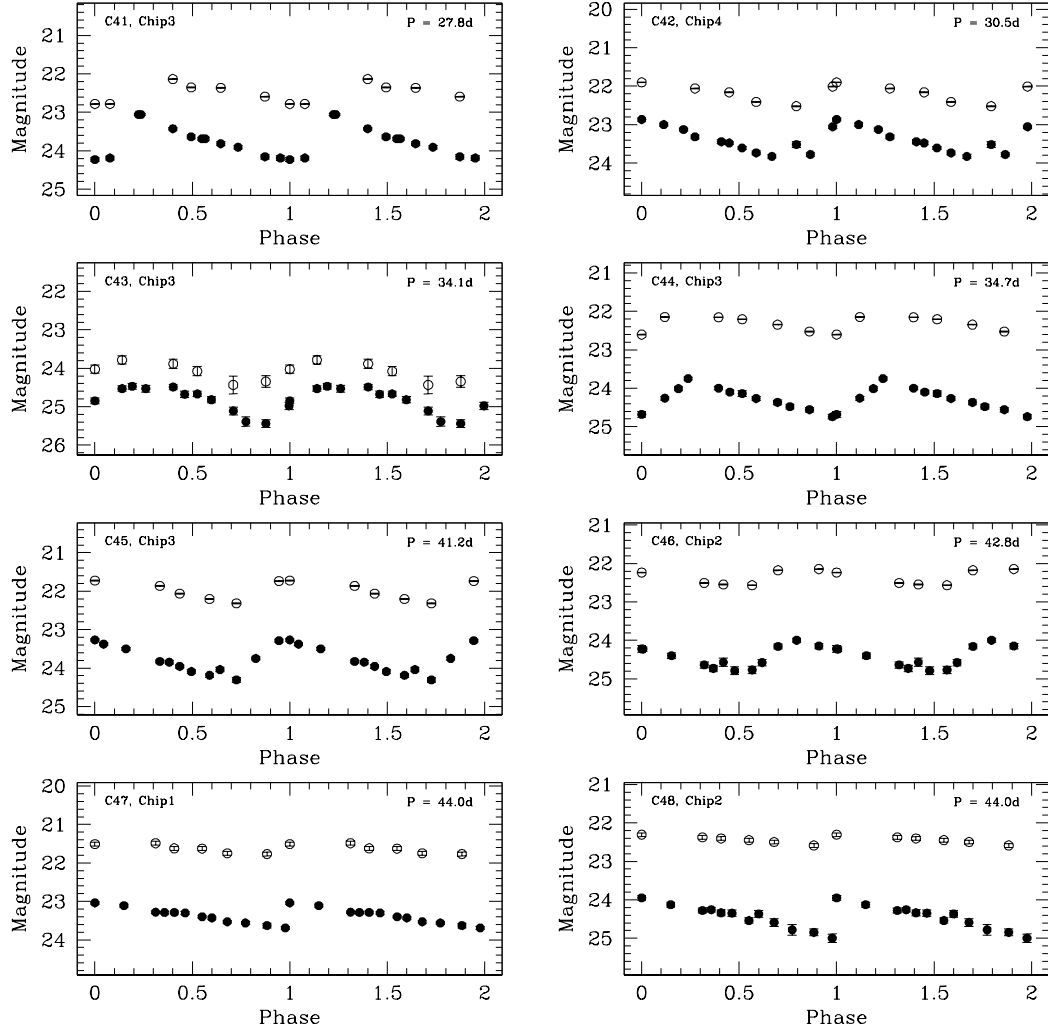 C41, Chip3 P = 27.8d
21
22
23
24
25
Magnitude
0 0.5 1 1.5 2
Phase
C42, Chip4 P = 30.5d
20
21
22
23
24
Magnitude
0 0.5 1 1.5 2
Phase
C43, Chip3 P = 34.1d
22
23
24
25
26
Magnitude
0 0.5 1 1.5 2
Phase
C44, Chip3 P = 34.7d
21
22
23
24
25
Magnitude
0 0.5 1 1.5 2
Phase
C45, Chip3 P = 41.2d
21
22
23
24
25
Magnitude
0 0.5 1 1.5 2
Phase
C46, Chip2 P = 42.8d
21
22
23
24
25
Magnitude
0 0.5 1 1.5 2
Phase
C47, Chip1 P = 44.0d
20
21
22
23
24
Magnitude
0 0.5 1 1.5 2
Phase
C48, Chip2 P = 44.0d
21
22
23
24
25
Magnitude
0 0.5 1 1.5 2
Phase